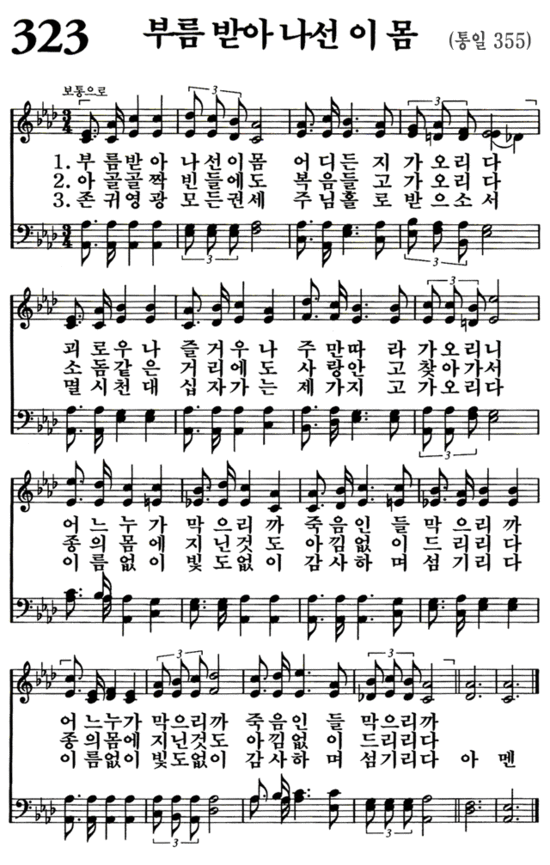 323 부름 받아 나선 이 몸 (통일 355)
보통으로
1. 부 름 받 아 나 선 이 몸 어 디 든 지 가 오 리 다
2. 아 골 골 짝 빈 들 에 도 복 음 들 고 가 오 리 다
3. 존 귀 영 광 모 든 권 세 주 님 홀 로 받 으 소 서
괴 로 우 나 즐 거 우 나 주 만 따 라 가 오 리 니
소 돔 같 은 거 리 에 도 사 랑 안 고 찾 아 가 서
멸 시 천 대 십 자 가 는 제 가 지 고 가 오 리 다
어 느 누 가 막 으 리 까 죽 음 인 들 막 으 리 까
종 의 몸 에 지 닌 것 도 아 낌 없 이 드 리 리 다
이 름 없 이 빛 도 없 이 감 사 하 며 섬 기 리 다
어 느 누 가 막 으 리 까 죽 음 인 들 막 으 리 까
종 의 몸 에 지 닌 것 도 아 낌 없 이 드 리 리 다
이 름 없 이 빛 도 없 이 감 사 하 며 섬 기 리 다 아 멘